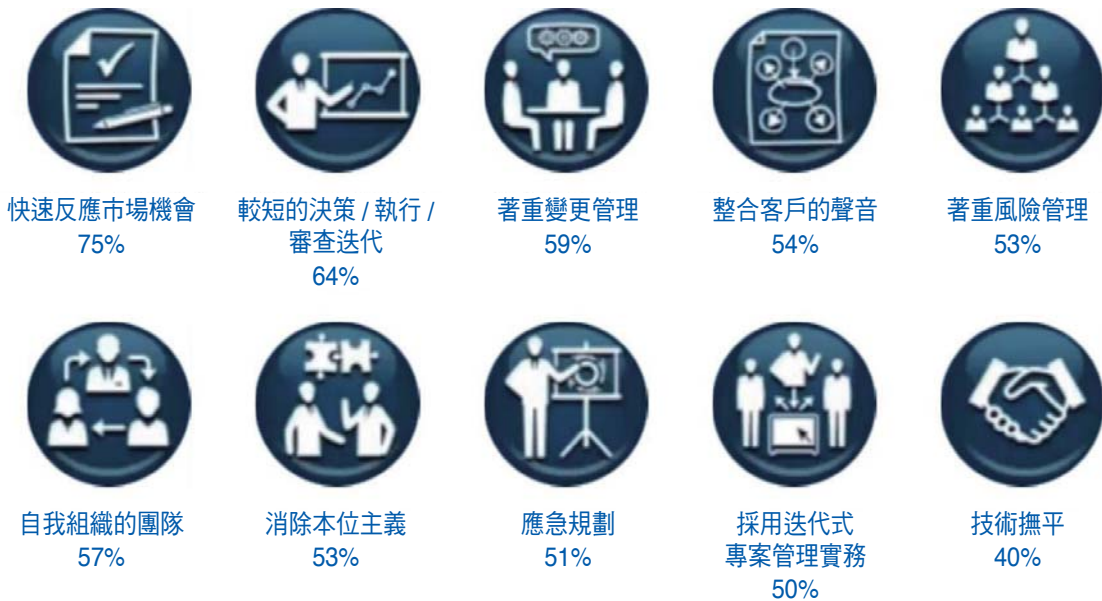 快速反應市場機會
75%
較短的決策 / 執行 /
審查迭代
64%
著重變更管理
59%
整合客戶的聲音
54%
著重風險管理
53%
自我組織的團隊
57%
消除本位主義
53%
應急規劃
51%
採用迭代式
專案管理實務
50%
技術撫平
40%